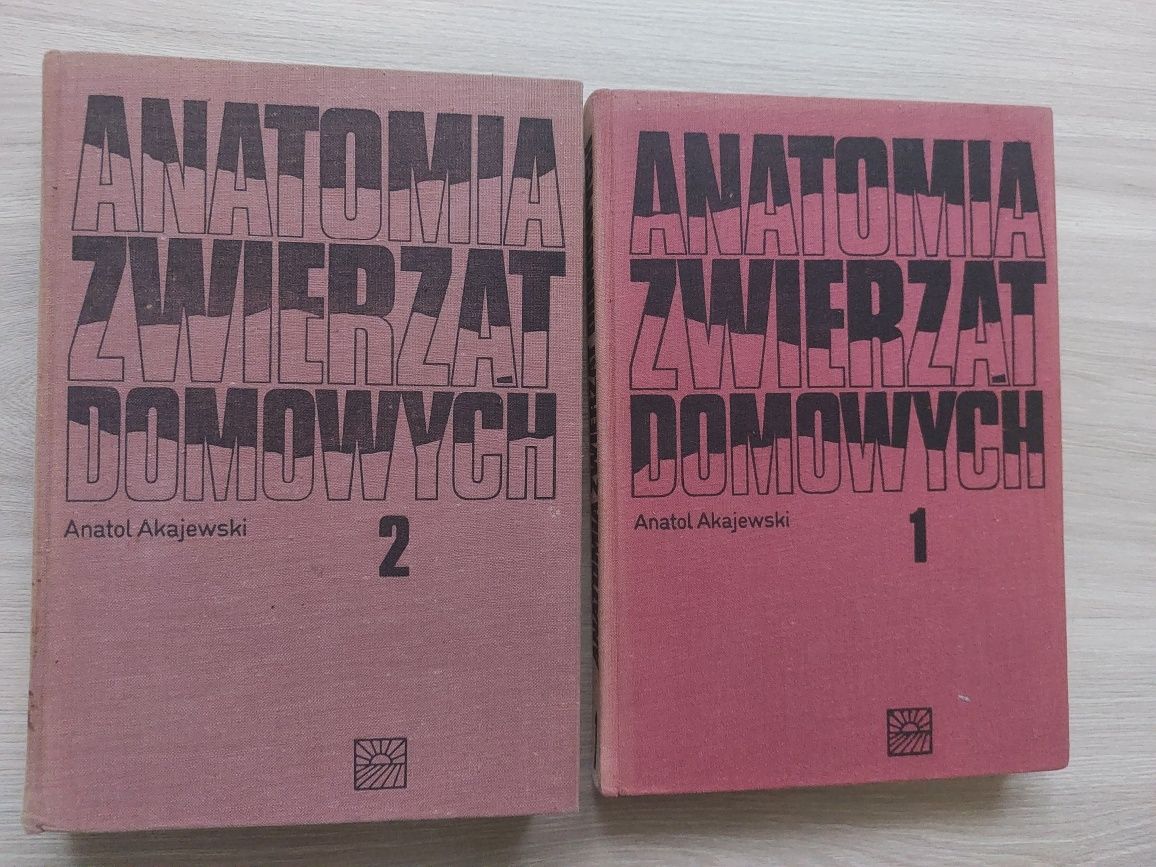 ANATOMIA
ZWIERZĄT
DOMOWYCH
Anatol Akajewski
2
ANATOMIA
ZWIERZĄT
DOMOWYCH
Anatol Akajewski
1